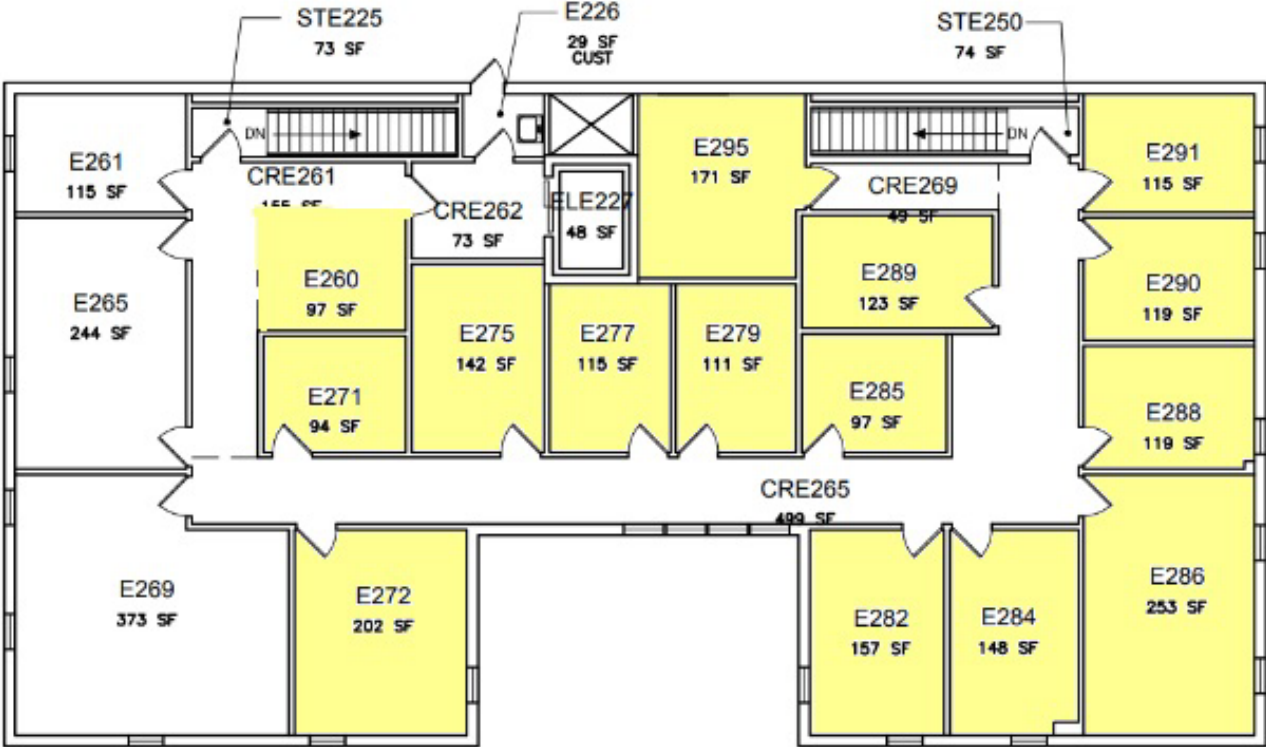 STE225
73 SF
E226
29 SF
CUST
STE250
74 SF
DN
DN
E261
115 SF
CRE261
155 SF
CRE262
73 SF
ELE227
48 SF
E295
171 SF
CRE269
49 SF
E291
115 SF
E265
244 SF
E260
97 SF
E275
142 SF
E277
115 SF
E279
111 SF
E289
123 SF
E290
119 SF
E271
94 SF
E285
97 SF
E288
119 SF
CRE265
499 SF
E269
373 SF
E272
202 SF
E282
157 SF
E284
148 SF
E286
253 SF